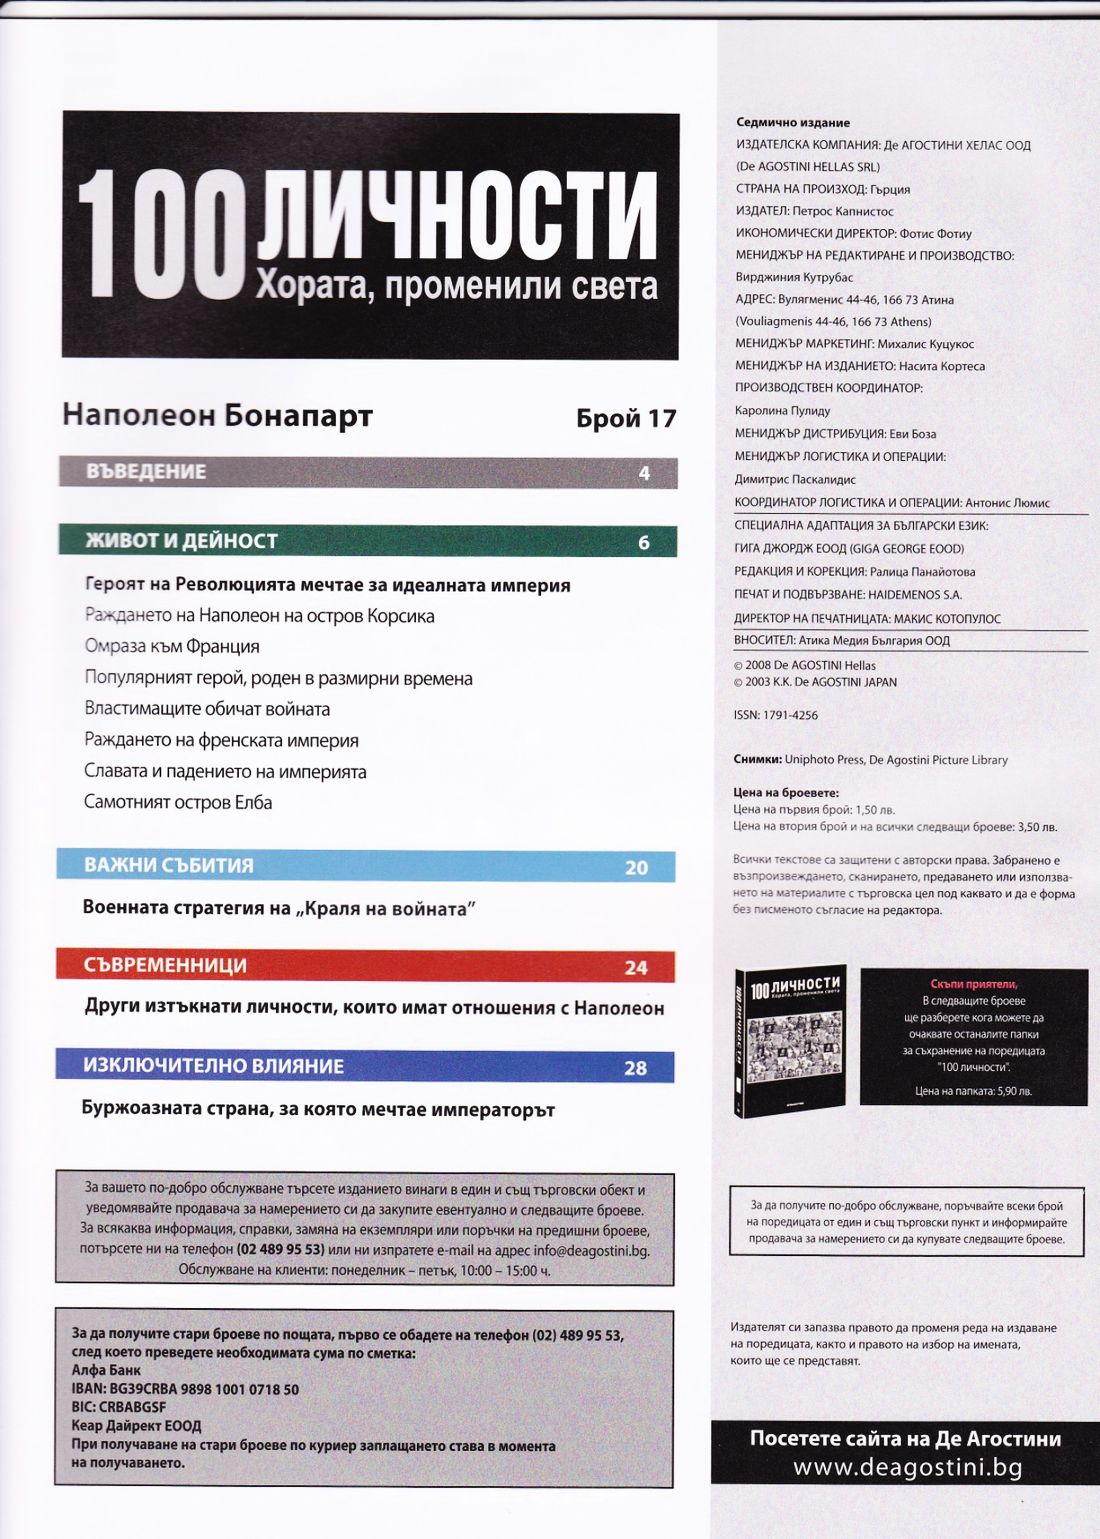 100 ЛИЧНОСТИ
Хората, променили света
Наполеон Бонапарт Брой 17
ВЪВЕДЕНИЕ 4
ЖИВОТ И ДЕЙНОСТ 6
Героят на Революцията мечтае за идеалната империя
Раждането на Наполеон на остров Корсика
Омраза към Франция
Популярният герой, роден в размирни времена
Властимащите обичат войната
Раждането на френската империя
Славата и падението на империята
Самотният остров Елба
ВАЖНИ СЪБИТИЯ 20
Военната стратегия на „Краля на войната”
СЪВРЕМЕННИЦИ 24
Други изтъкнати личности, които имат отношения с Наполеон
ИЗКЛЮЧИТЕЛНО ВЛИЯНИЕ 28
Буржоазната страна, за която мечтае императорът
За вашето по-добро обслужване търсете изданието винаги в един и същ търговски обект и
уведомявайте продавача за намерението си да закупите евентуално и следващите броеве.
За всякаква информация, справки, замяна на екземпляри или поръчки на предишни броеве,
потърсете ни на телефон (02 489 95 53) или ни изпратете e-mail на адрес info@deagostini.bg.
Обслужване на клиенти: понеделник – петък, 10:00 – 15:00 ч.
За да получите стари броеве по пощата, първо се обадете на телефон (02) 489 95 53,
след което преведете необходимата сума по сметка:
Алфа Банк
IBAN: BG39CRBA 9898 1001 0718 50
BIC: CRBABGSF
Кеар Дайрект ЕООД
При получаване на стари броеве по куриер заплащането става в момента
на получаването.
Седмично издание
ИЗДАТЕЛСКА КОМПАНИЯ: Де АГОСТИНИ ХЕЛАС ООД
(De AGOSTINI HELLAS SRL)
СТРАНА НА ПРОИЗХОД: Гърция
ИЗДАТЕЛ: Петрос Капнистос
ИКОНОМИЧЕСКИ ДИРЕКТОР: Фотис Фотиу
МЕНИДЖЪР НА РЕДАКТИРАНЕ И ПРОИЗВОДСТВО:
Вирджиния Кутрубас
АДРЕС: Вулягменис 44-46, 166 73 Атина
(Vouliagmenis 44-46, 166 73 Athens)
МЕНИДЖЪР МАРКЕТИНГ: Михалис Куцукос
МЕНИДЖЪР НА ИЗДАНИЕТО: Насита Кортеса
ПРОИЗВОДСТВЕН КООРДИНАТОР:
Каролина Пулиду
МЕНИДЖЪР ДИСТРИБУЦИЯ: Еви Боза
МЕНИДЖЪР ЛОГИСТИКА И ОПЕРАЦИИ:
Димитрис Паскалидис
КООРДИНАТОР ЛОГИСТИКА И ОПЕРАЦИИ: Антонис Люмис
СПЕЦИАЛНА АДАПТАЦИЯ ЗА БЪЛГАРСКИ ЕЗИК:
ГИГА ДЖОРДЖ ЕООД (GIGA GEORGE EOOD)
РЕДАКЦИЯ И КОРЕКЦИЯ: Ралица Панайотова
ПЕЧАТ И ПОДВЪРЗВАНЕ: HAIDEMENOS S.A.
ДИРЕКТОР НА ПЕЧАТНИЦАТА: МАКИС КОТОПУЛОС
ВНОСИТЕЛ: Атика Медия България ООД
© 2008 De AGOSTINI Hellas
© 2003 K.K. De AGOSTINI JAPAN
ISSN: 1791-4256
Снимки: Uniphoto Press, De Agostini Picture Library
Цена на броевете:
Цена на първия брой: 1,50 лв.
Цена на втория брой и на всички следващи броеве: 3,50 лв.
Всички текстове са защитени с авторски права. Забранено е
възпроизвеждането, сканирането, предаването или използва-
нето на материалите с търговска цел под каквато и да е форма
без писменото съгласие на редактора.
100 ЛИЧНОСТИ
100 ЛИЧНОСТИ
Хората, променили света
Скъпи приятели,
В следващите броеве
ще разберете кога можете да
очаквате останалите папки
за съхранение на поредицата
"100 личности".
Цена на папката: 5,90 лв.
За да получите по-добро обслужване, поръчвайте всеки брой
на поредицата от един и същ търговски пункт и информирайте
продавача за намерението си да купувате следващите броеве.
Издателят си запазва правото да променя реда на издаване
на поредицата, както и правото на избор на имената,
които ще се представят.
Посетете сайта на Де Агостини
www.deagostini.bg